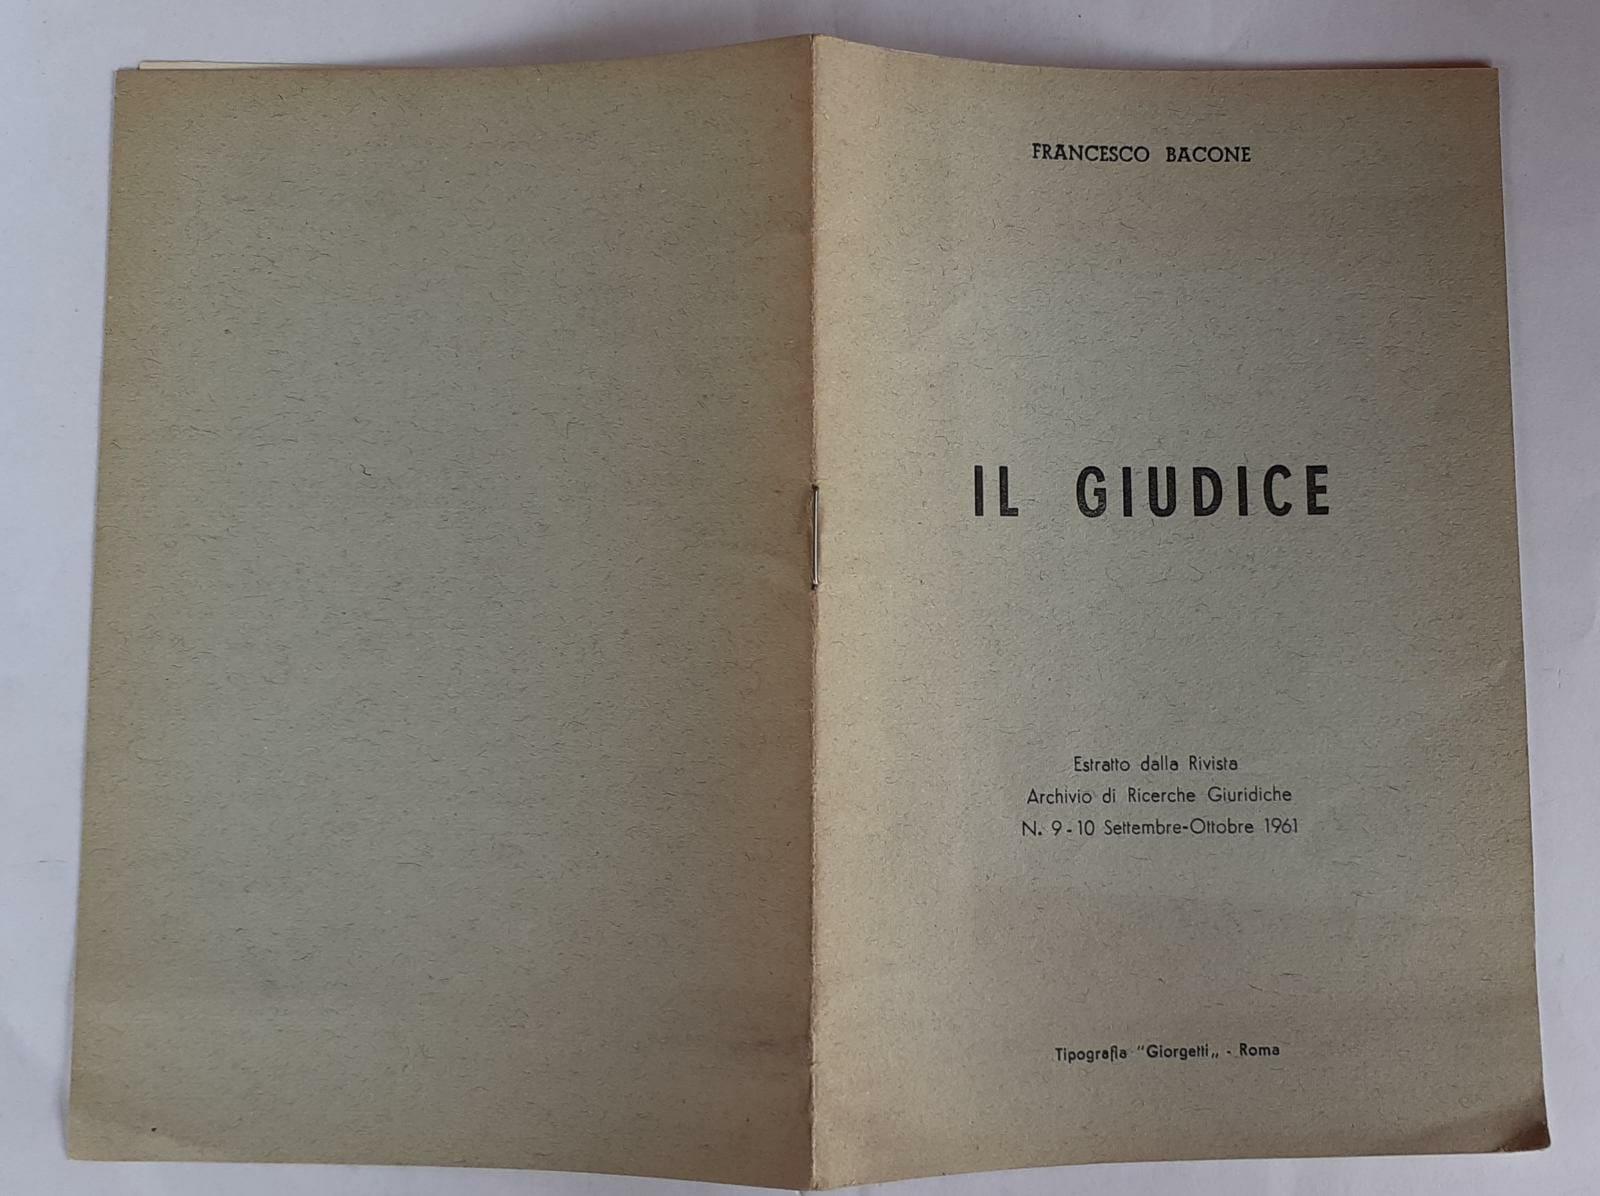 FRANCESCO BACONE
IL GIUDICE
Estratto dalla Rivista
Archivio di Ricerche Giuridiche
N. 9 - 10 Settembre-Ottobre 1961
Tipografia "Giorgetti„ - Roma